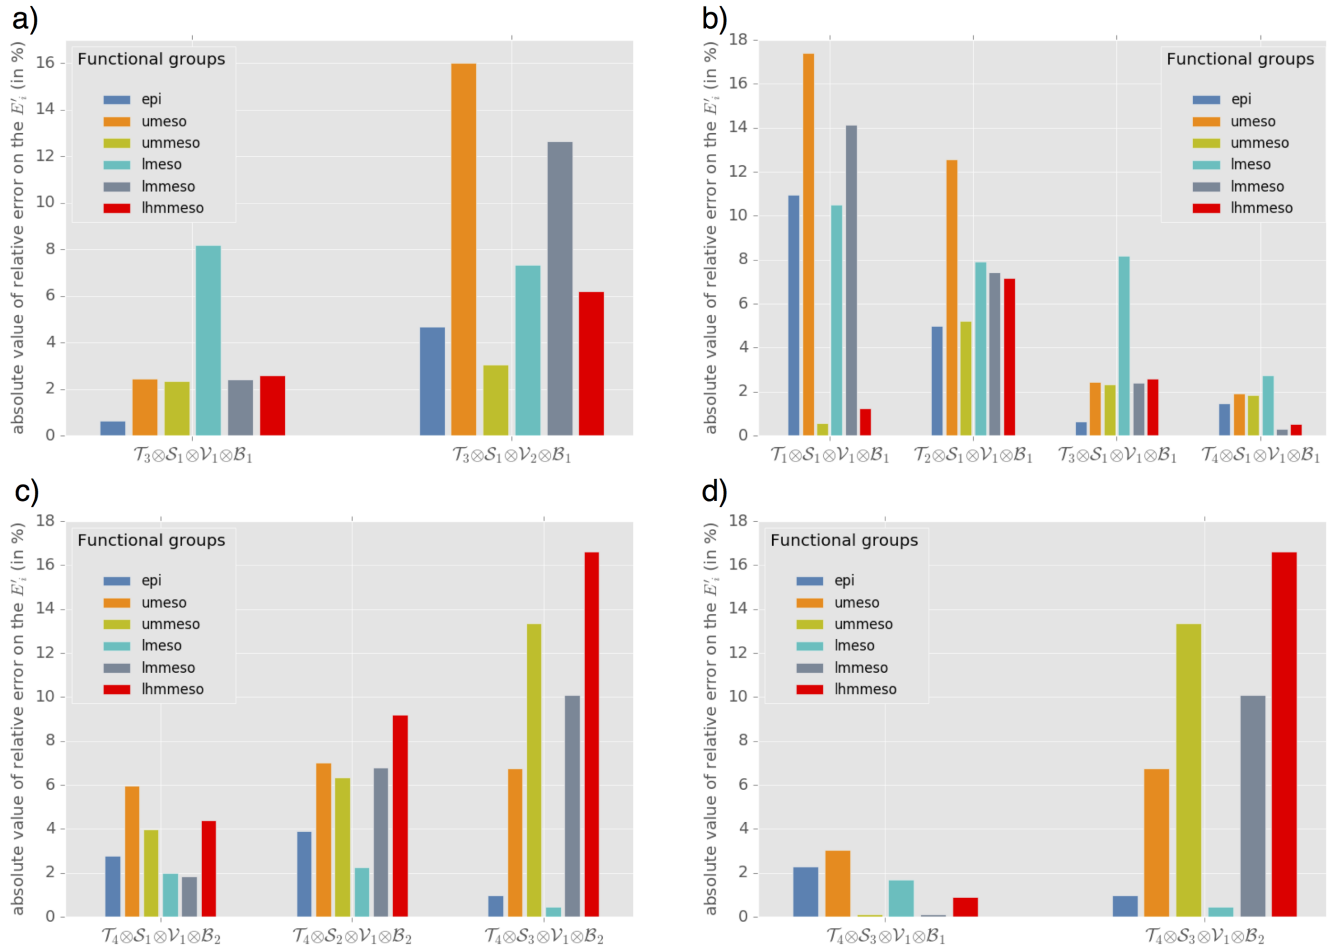 a)
absolute value of relative error on the E'ᵢ (in %)
16
14
12
10
8
6
4
2
0
Functional groups
epi
umeso
ummeso
lmeso
lmmeso
lhmmeso
𝒯₃⊗𝒮₁⊗𝒱₁⊗ℬ₁ 𝒯₃⊗𝒮₁⊗𝒱₂⊗ℬ₁
b)
absolute value of relative error on the E'ᵢ (in %)
18
16
14
12
10
8
6
4
2
0
Functional groups
epi
umeso
ummeso
lmeso
lmmeso
lhmmeso
𝒯₁⊗𝒮₁⊗𝒱₁⊗ℬ₁ 𝒯₂⊗𝒮₁⊗𝒱₁⊗ℬ₁ 𝒯₃⊗𝒮₁⊗𝒱₁⊗ℬ₁ 𝒯₄⊗𝒮₁⊗𝒱₁⊗ℬ₁
c)
absolute value of relative error on the E'ᵢ (in %)
18
16
14
12
10
8
6
4
2
0
Functional groups
epi
umeso
ummeso
lmeso
lmmeso
lhmmeso
𝒯₄⊗𝒮₁⊗𝒱₁⊗ℬ₂ 𝒯₄⊗𝒮₂⊗𝒱₁⊗ℬ₂ 𝒯₄⊗𝒮₃⊗𝒱₁⊗ℬ₂
d)
absolute value of relative error on the E'ᵢ (in %)
18
16
14
12
10
8
6
4
2
0
Functional groups
epi
umeso
ummeso
lmeso
lmmeso
lhmmeso
𝒯₄⊗𝒮₃⊗𝒱₁⊗ℬ₁ 𝒯₄⊗𝒮₃⊗𝒱₁⊗ℬ₂